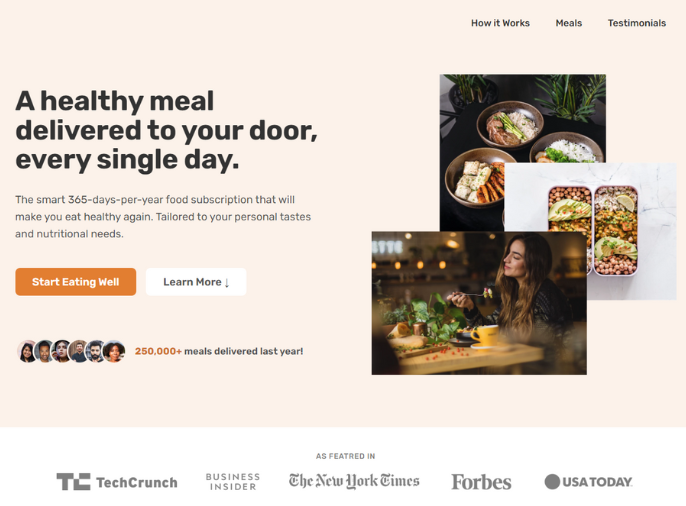 How it Works Meals Testimonials
A healthy meal
delivered to your door,
every single day.
The smart 365-days-per-year food subscription that will
make you eat healthy again. Tailored to your personal tastes
and nutritional needs.
Start Eating Well Learn More ↓
250,000+ meals delivered last year!
AS FEATRED IN
TC TechCrunch
BUSINESS
INSIDER
The New York Times
Forbes
USA TODAY